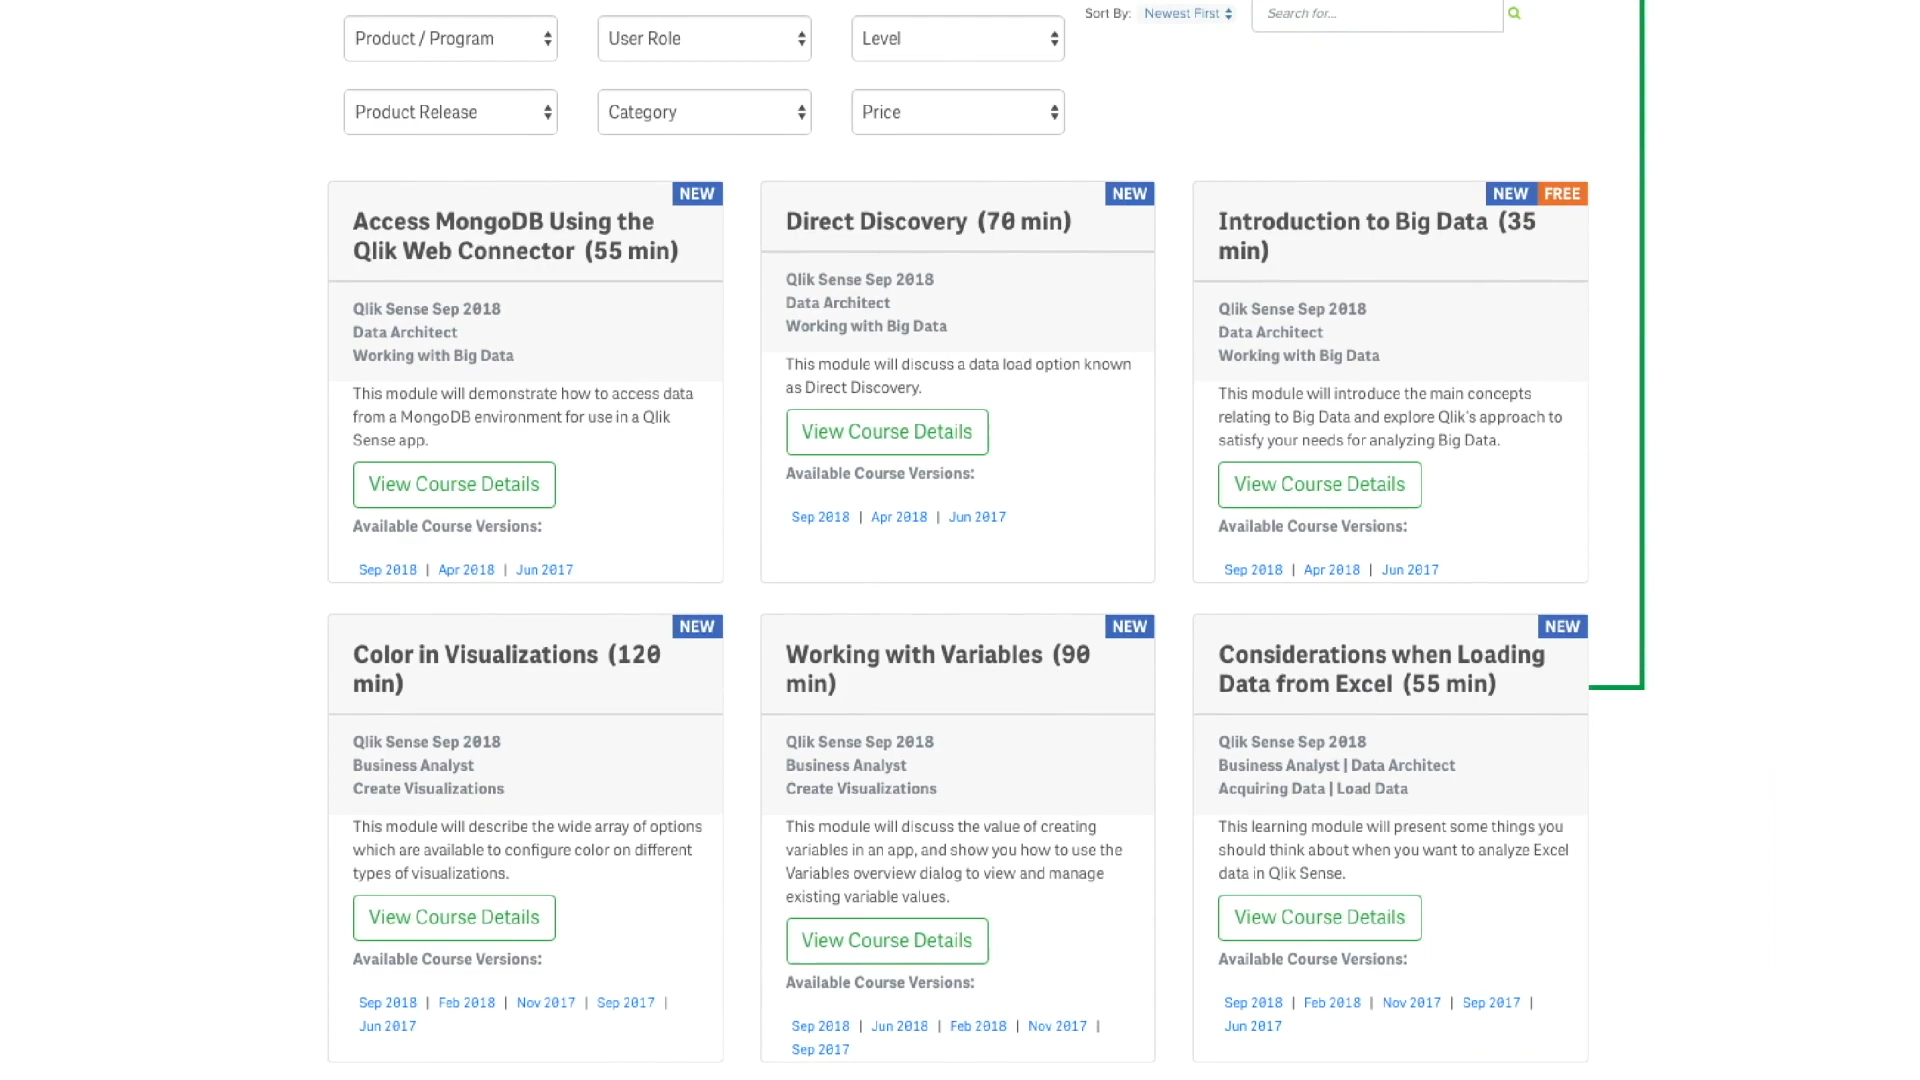 Sort By: Newest First
Search for...
Product / Program
User Role
Level
Product Release
Category
Price
NEW
Access MongoDB Using the
Qlik Web Connector (55 min)
Qlik Sense Sep 2018
Data Architect
Working with Big Data
This module will demonstrate how to access data
from a MongoDB environment for use in a Qlik
Sense app.
View Course Details
Available Course Versions:
Sep 2018 | Apr 2018 | Jun 2017
NEW
Direct Discovery (70 min)
Qlik Sense Sep 2018
Data Architect
Working with Big Data
This module will discuss a data load option known
as Direct Discovery.
View Course Details
Available Course Versions:
Sep 2018 | Apr 2018 | Jun 2017
NEW FREE
Introduction to Big Data (35
min)
Qlik Sense Sep 2018
Data Architect
Working with Big Data
This module will introduce the main concepts
relating to Big Data and explore Qlik's approach to
satisfy your needs for analyzing Big Data.
View Course Details
Available Course Versions:
Sep 2018 | Apr 2018 | Jun 2017
NEW
Color in Visualizations (120
min)
Qlik Sense Sep 2018
Business Analyst
Create Visualizations
This module will describe the wide array of options
which are available to configure color on different
types of visualizations.
View Course Details
Available Course Versions:
Sep 2018 | Feb 2018 | Nov 2017 | Sep 2017 |
Jun 2017
NEW
Working with Variables (90
min)
Qlik Sense Sep 2018
Business Analyst
Create Visualizations
This module will discuss the value of creating
variables in an app, and show you how to use the
Variables overview dialog to view and manage
existing variable values.
View Course Details
Available Course Versions:
Sep 2018 | Jun 2018 | Feb 2018 | Nov 2017 |
Sep 2017
NEW
Considerations when Loading
Data from Excel (55 min)
Qlik Sense Sep 2018
Business Analyst | Data Architect
Acquiring Data | Load Data
This learning module will present some things you
should think about when you want to analyze Excel
data in Qlik Sense.
View Course Details
Available Course Versions:
Sep 2018 | Feb 2018 | Nov 2017 | Sep 2017 |
Jun 2017